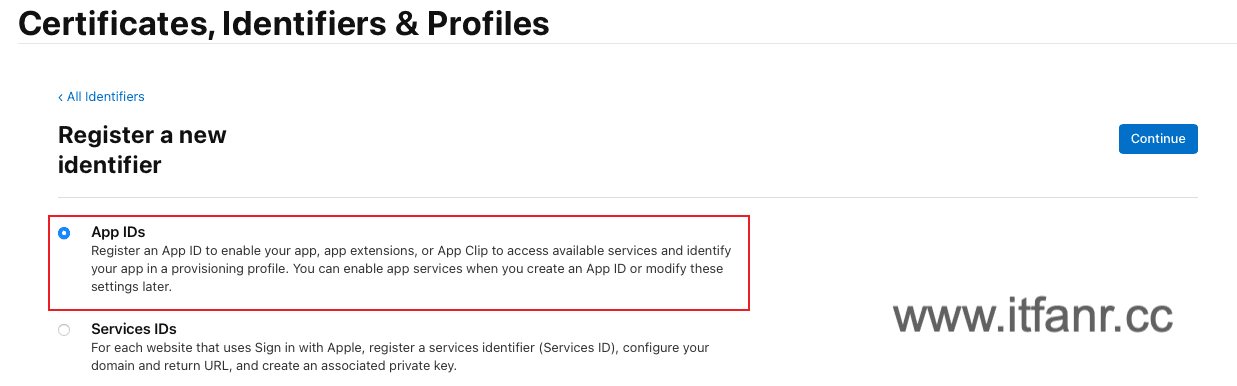 Certificates, Identifiers & Profiles
‹ All Identifiers
Register a new
identifier
Continue
App IDs
Register an App ID to enable your app, app extensions, or App Clip to access available services and identify
your app in a provisioning profile. You can enable app services when you create an App ID or modify these
settings later.
www.itfanr.cc
Services IDs
For each website that uses Sign in with Apple, register a services identifier (Services ID), configure your
domain and return URL, and create an associated private key.